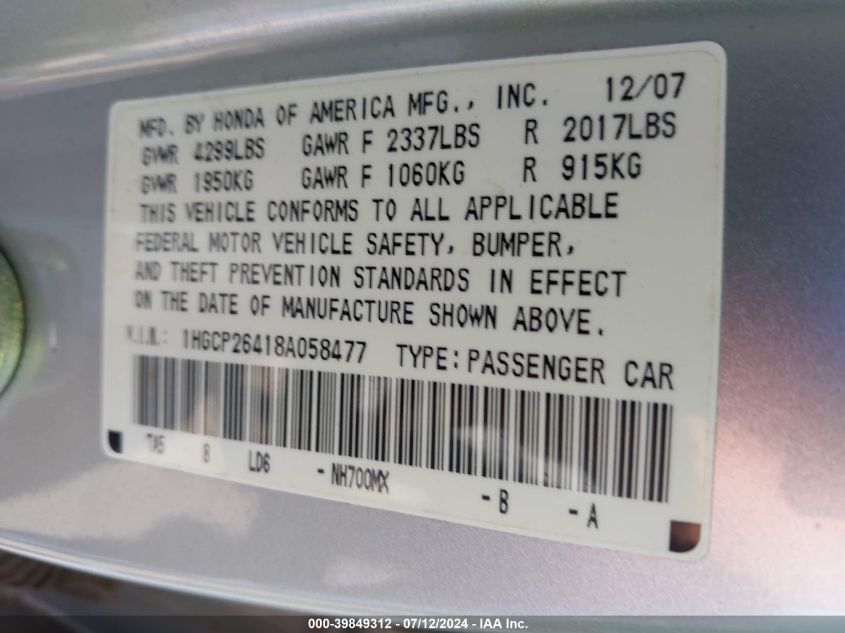 MFD. BY HONDA OF AMERICA MFG., INC. 12/07
GVWR 4299LBS GAWR F 2337LBS R 2017LBS
GVWR 1950KG GAWR F 1060KG R 915KG
THIS VEHICLE CONFORMS TO ALL APPLICABLE
FEDERAL MOTOR VEHICLE SAFETY, BUMPER,
AND THEFT PREVENTION STANDARDS IN EFFECT
ON THE DATE OF MANUFACTURE SHOWN ABOVE.
V.I.N.: 1HGCP26418A058477 TYPE:PASSENGER CAR
TA5 8 LD6 -NH700MX -B -A
000-39849312 - 07/12/2024 - IAA Inc.